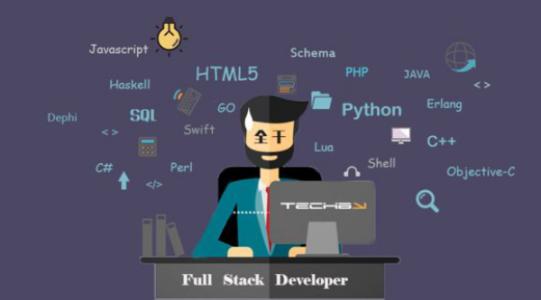 Javascript
Schema
HTML5
PHP
JAVA
< >
Haskell
GO
Python
Erlang
Dephi
SQL
Swift
全干
< >
Lua
C++
C#
Perl
Shell
Objective-C
</>
TECHBY
Full Stack Developer